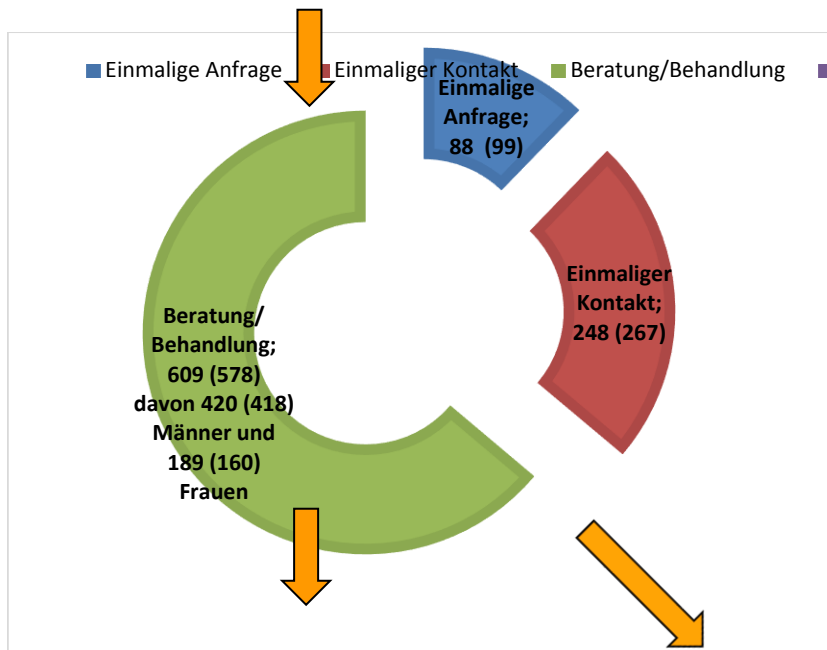 Einmalige Anfrage Einmaliger Kontakt Beratung/Behandlung
Einmalige
Anfrage;
88 (99)
Einmaliger
Kontakt;
248 (267)
Beratung/
Behandlung;
609 (578)
davon 420 (418)
Männer und
189 (160)
Frauen